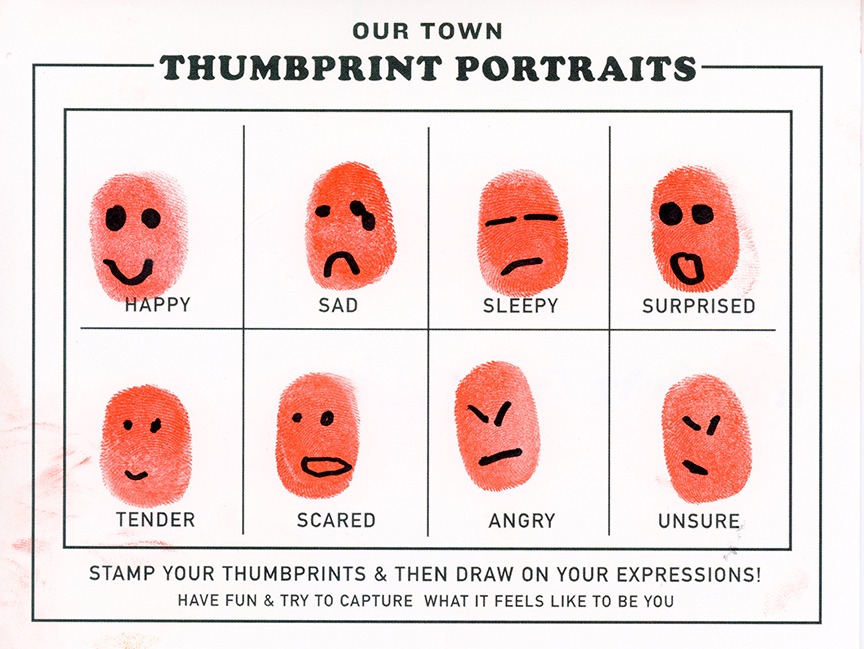 OUR TOWN
THUMBPRINT PORTRAITS
HAPPY
SAD
SLEEPY
SURPRISED
TENDER
SCARED
ANGRY
UNSURE
STAMP YOUR THUMBPRINTS & THEN DRAW ON YOUR EXPRESSIONS!
HAVE FUN & TRY TO CAPTURE WHAT IT FEELS LIKE TO BE YOU